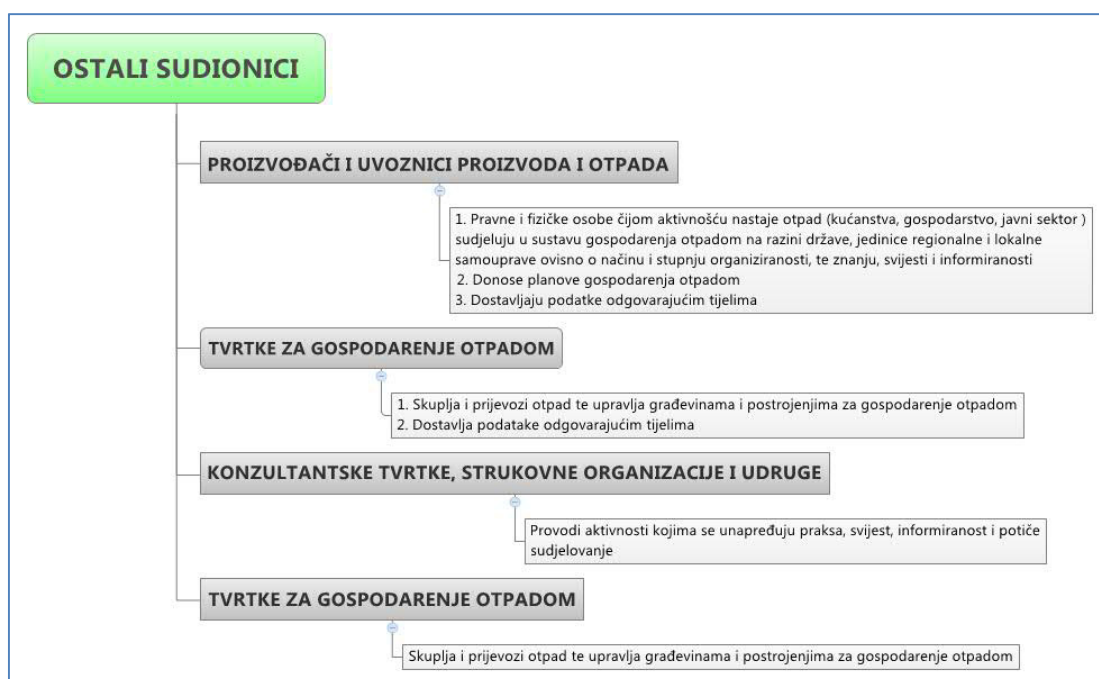 OSTALI SUDIONICI
PROIZVOĐAČI I UVOZNICI PROIZVODA I OTPADA
1. Pravne i fizičke osobe čijom aktivnošću nastaje otpad (kućanstva, gospodarstvo, javni sektor )
sudjeluju u sustavu gospodarenja otpadom na razini države, jedinice regionalne i lokalne
samouprave ovisno o načinu i stupnju organiziranosti, te znanju, svijesti i informiranosti
2. Donose planove gospodarenja otpadom
3. Dostavljaju podatke odgovarajućim tijelima
TVRTKE ZA GOSPODARENJE OTPADOM
1. Skuplja i prijevozi otpad te upravlja građevinama i postrojenjima za gospodarenje otpadom
2. Dostavlja podatake odgovarajućim tijelima
KONZULTANTSKE TVRTKE, STRUKOVNE ORGANIZACIJE I UDRUGE
Provodi aktivnosti kojima se unapređuju praksa, svijest, informiranost i potiče
sudjelovanje
TVRTKE ZA GOSPODARENJE OTPADOM
Skuplja i prijevozi otpad te upravlja građevinama i postrojenjima za gospodarenje otpadom